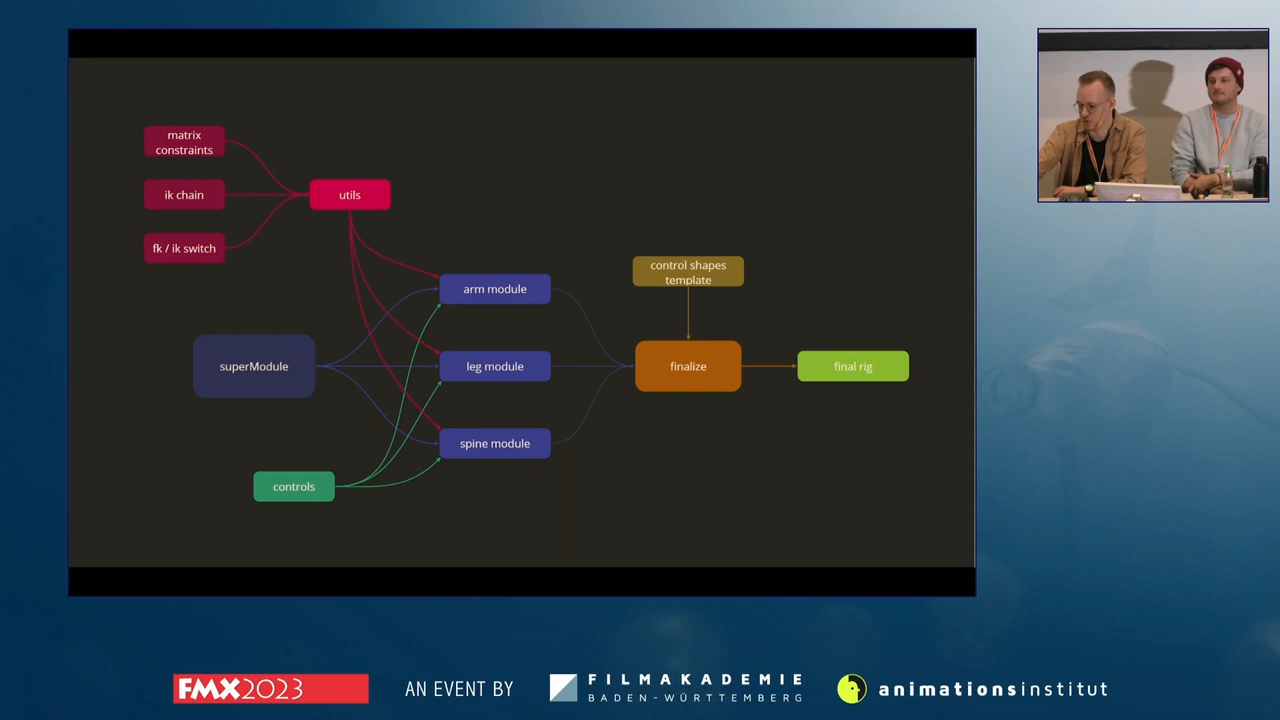 matrix
constraints
ik chain
utils
fk / ik switch
control shapes
template
arm module
superModule
leg module
finalize
final rig
spine module
controls
FMX2023
AN EVENT BY
FILMAKADEMIE
BADEN-WÜRTTEMBERG
animationsinstitut